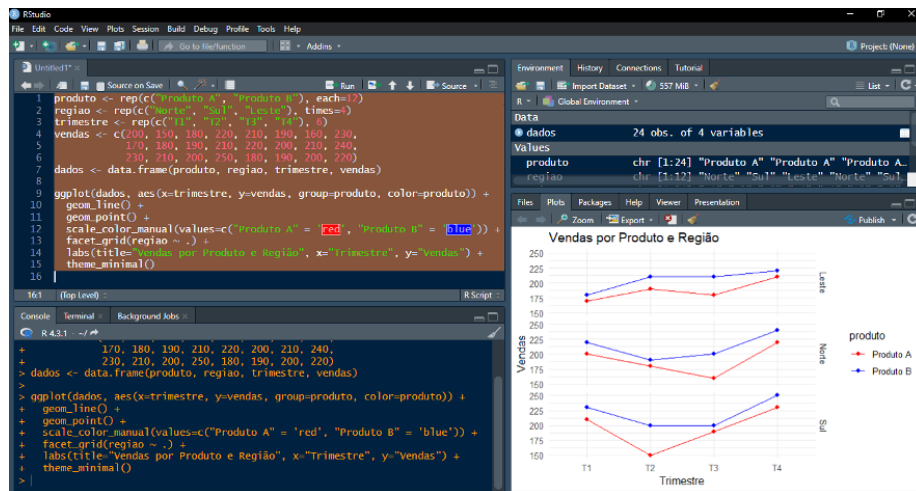 RStudio
File Edit Code View Plots Session Build Debug Profile Tools Help
Go to file/function Addins Project: (None)
Untitled1*
Source on Save Run Source
1 produto <- rep(c("Produto A", "Produto B"), each=12)
2 regiao <- rep(c("Norte", "Sul", "Leste"), times=4)
3 trimestre <- rep(c("T1", "T2", "T3", "T4"), 6)
4 vendas <- c(200, 150, 180, 220, 210, 190, 160, 230,
5 170, 180, 190, 210, 220, 200, 210, 240,
6 230, 210, 200, 250, 180, 190, 200, 220)
7 dados <- data.frame(produto, regiao, trimestre, vendas)
8
9 ggplot(dados, aes(x=trimestre, y=vendas, group=produto, color=produto)) +
10 geom_line() +
11 geom_point() +
12 scale_color_manual(values=c("Produto A" = 'red', "Produto B" = 'blue')) +
13 facet_grid(regiao ~ .) +
14 labs(title="Vendas por Produto e Região", x="Trimestre", y="Vendas") +
15 theme_minimal()
16
16:1 (Top Level) R Script
Console Terminal Background Jobs
R 4.3.1 · ~/
+ 170, 180, 190, 210, 220, 200, 210, 240,
+ 230, 210, 200, 250, 180, 190, 200, 220)
> dados <- data.frame(produto, regiao, trimestre, vendas)
>
> ggplot(dados, aes(x=trimestre, y=vendas, group=produto, color=produto)) +
+ geom_line() +
+ geom_point() +
+ scale_color_manual(values=c("Produto A" = 'red', "Produto B" = 'blue')) +
+ facet_grid(regiao ~ .) +
+ labs(title="Vendas por Produto e Região", x="Trimestre", y="Vendas") +
+ theme_minimal()
>
Environment History Connections Tutorial
Import Dataset 557 MiB List
R Global Environment
Data
dados 24 obs. of 4 variables
Values
produto chr [1:24] "Produto A" "Produto A" "Produto A…
regiao chr [1:12] "Norte" "Sul" "Leste" "Norte" "Sul"
Files Plots Packages Help Viewer Presentation
Zoom Export Publish
Vendas por Produto e Região
250
225
200
175
150
Leste
250
225
200
175
150
Norte
250
225
200
175
150
Sul
Vendas
T1 T2 T3 T4
Trimestre
produto
Produto A
Produto B